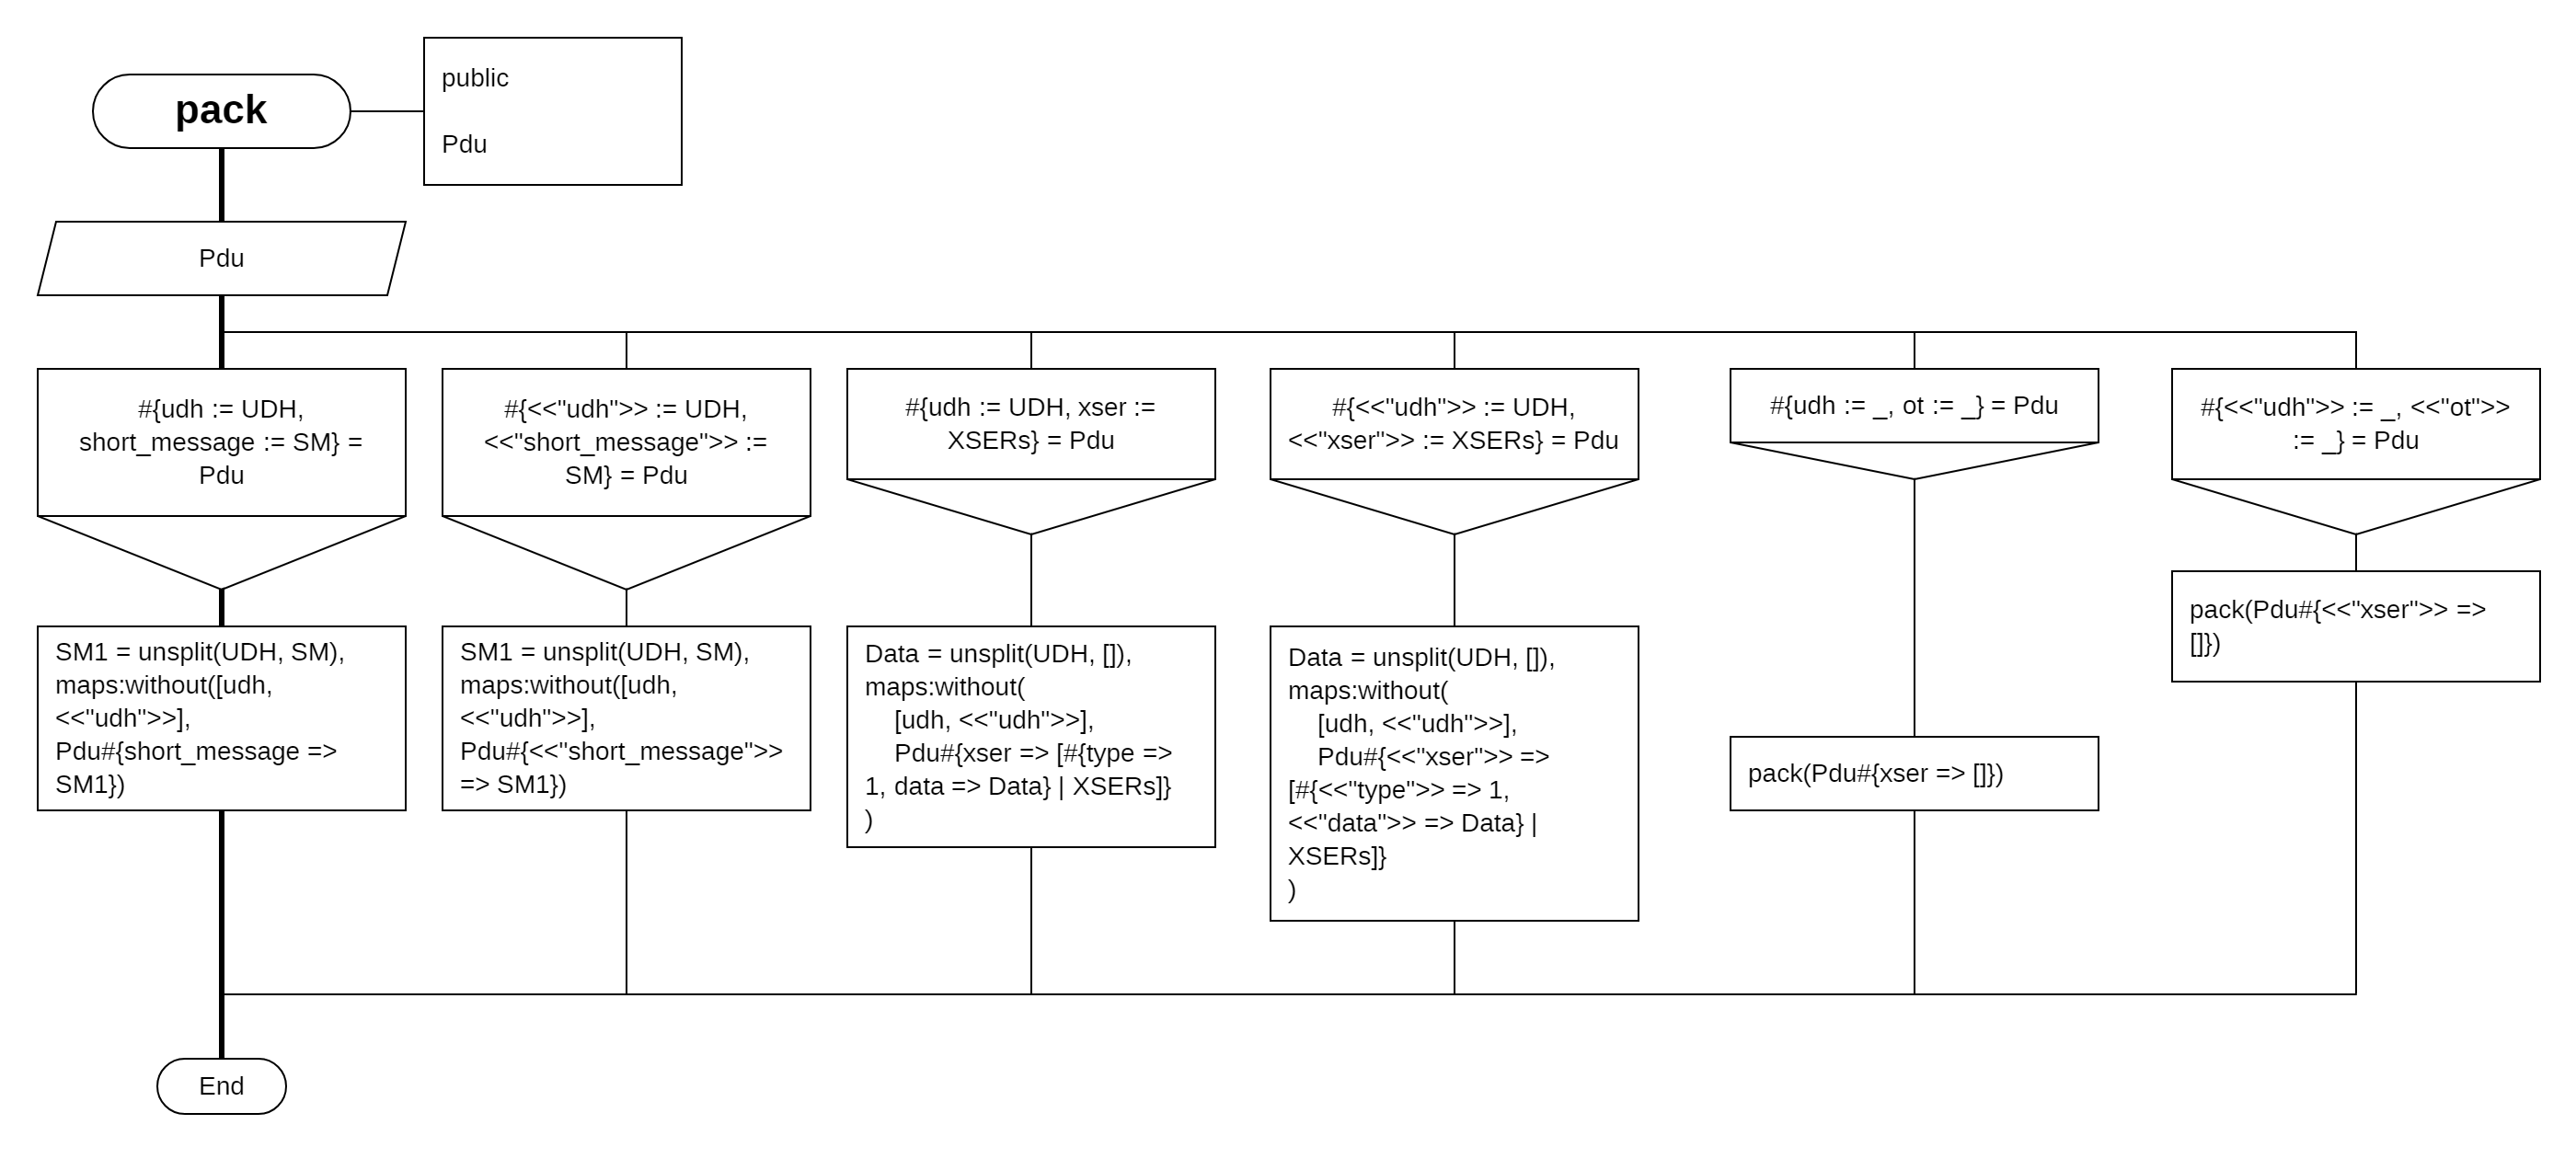 pack
public
Pdu
Pdu
#{udh := UDH,
short_message := SM} =
Pdu
#{<<"udh">> := UDH,
<<"short_message">> :=
SM} = Pdu
#{udh := UDH, xser :=
XSERs} = Pdu
#{<<"udh">> := UDH,
<<"xser">> := XSERs} = Pdu
#{udh := _, ot := _} = Pdu
#{<<"udh">> := _, <<"ot">>
:= _} = Pdu
SM1 = unsplit(UDH, SM),
maps:without([udh,
<<"udh">>],
Pdu#{short_message =>
SM1})
SM1 = unsplit(UDH, SM),
maps:without([udh,
<<"udh">>],
Pdu#{<<"short_message">>
=> SM1})
Data = unsplit(UDH, []),
maps:without(
    [udh, <<"udh">>],
    Pdu#{xser => [#{type =>
1, data => Data} | XSERs]}
)
Data = unsplit(UDH, []),
maps:without(
    [udh, <<"udh">>],
    Pdu#{<<"xser">> =>
[#{<<"type">> => 1,
<<"data">> => Data} |
XSERs]}
)
pack(Pdu#{xser => []})
pack(Pdu#{<<"xser">> =>
[]})
End